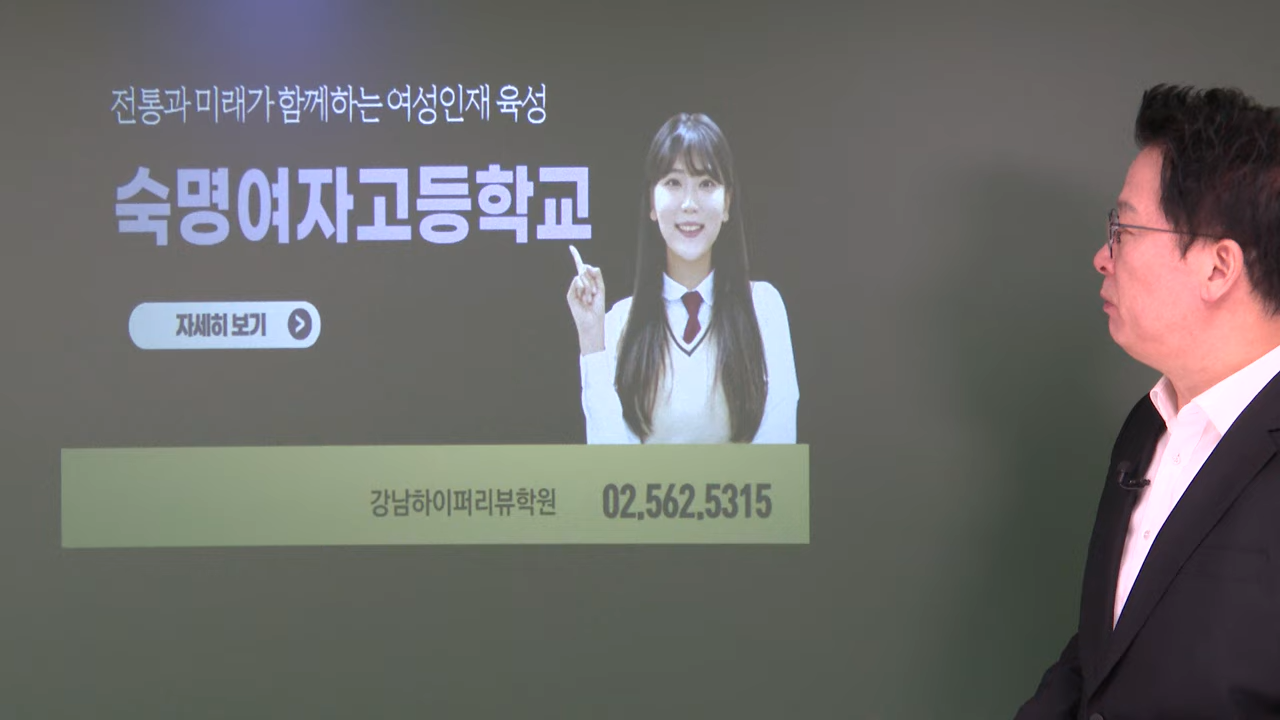 전통과 미래가 함께하는 여성인재 육성
숙명여자고등학교
자세히 보기
강남하이퍼리뷰학원 02.562.5315